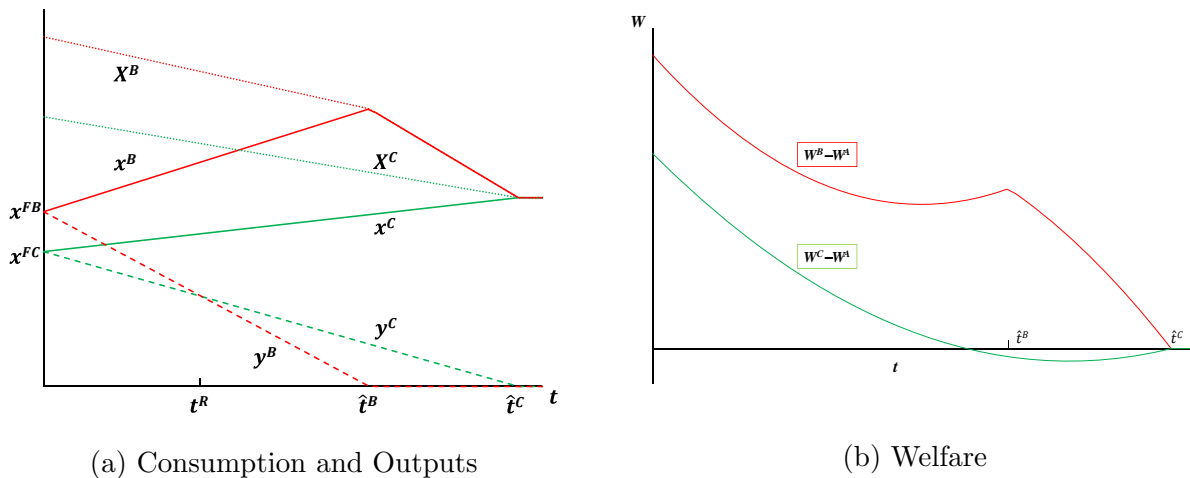 X^B
x^B
X^C
x^{FB}
x^C
x^{FC}
y^C
y^B
t^R
t̂^B
t̂^C
t
(a) Consumption and Outputs
W
W^B–W^A
W^C–W^A
t̂^B
t̂^C
t
(b) Welfare